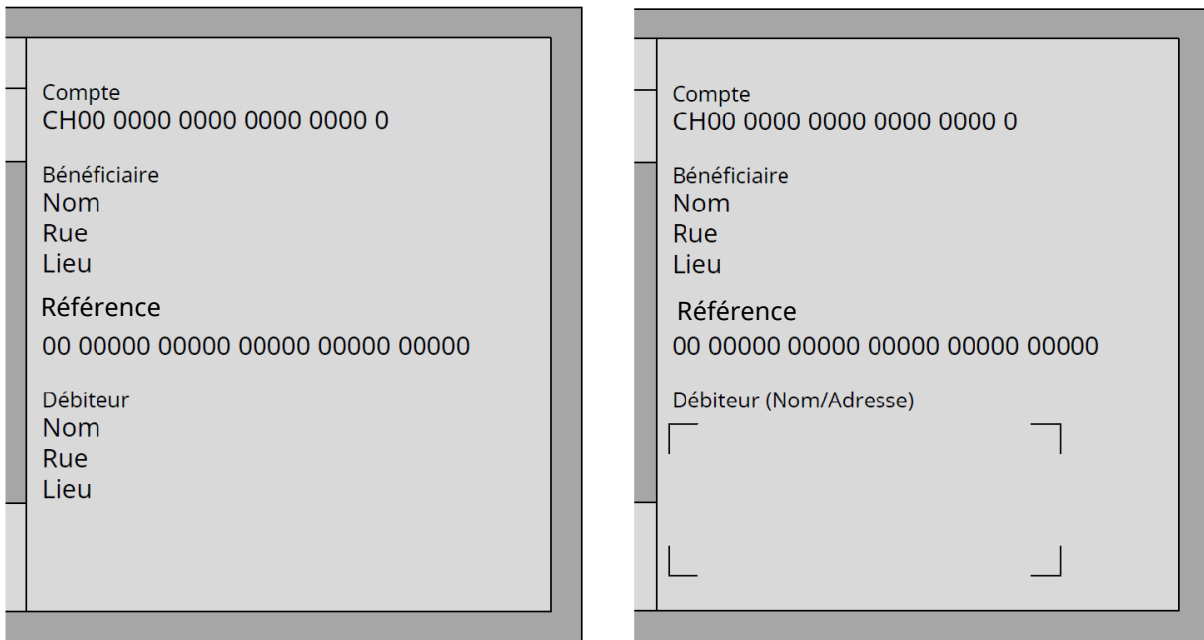 Compte
CH00 0000 0000 0000 0000 0
Bénéficiaire
Nom
Rue
Lieu
Référence
00 00000 00000 00000 00000 00000
Débiteur
Nom
Rue
Lieu
Compte
CH00 0000 0000 0000 0000 0
Bénéficiaire
Nom
Rue
Lieu
Référence
00 00000 00000 00000 00000 00000
Débiteur (Nom/Adresse)